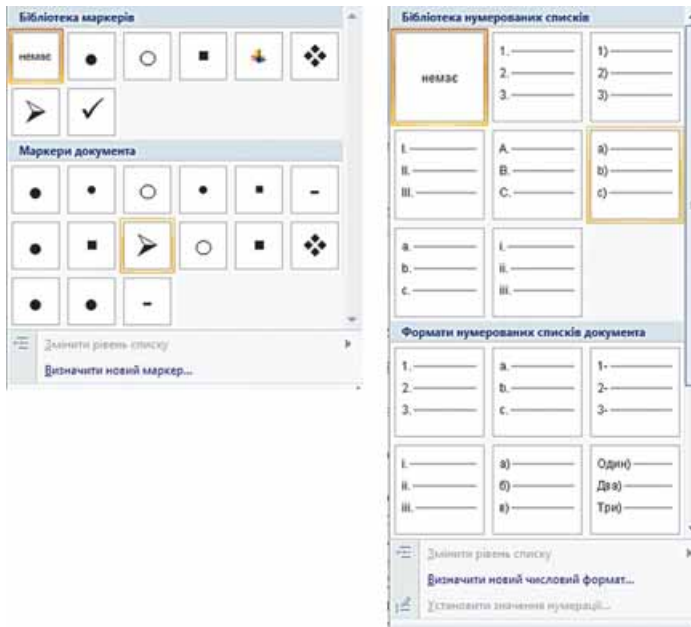 Бібліотека маркерів
немає
Маркери документа
Змінити рівень списку
Визначити новий маркер...
Бібліотека нумерованих списків
немає
1.
2.
3.
1)
2)
3)
I.
II.
III.
A.
B.
C.
a)
b)
c)
a.
b.
c.
i.
ii.
iii.
Формати нумерованих списків документа
1.
2.
3.
a.
b.
c.
1-
2-
3-
i.
ii.
iii.
а)
б)
в)
Один)
Два)
Три)
Змінити рівень списку
Визначити новий числовий формат...
Установити значення нумерації...